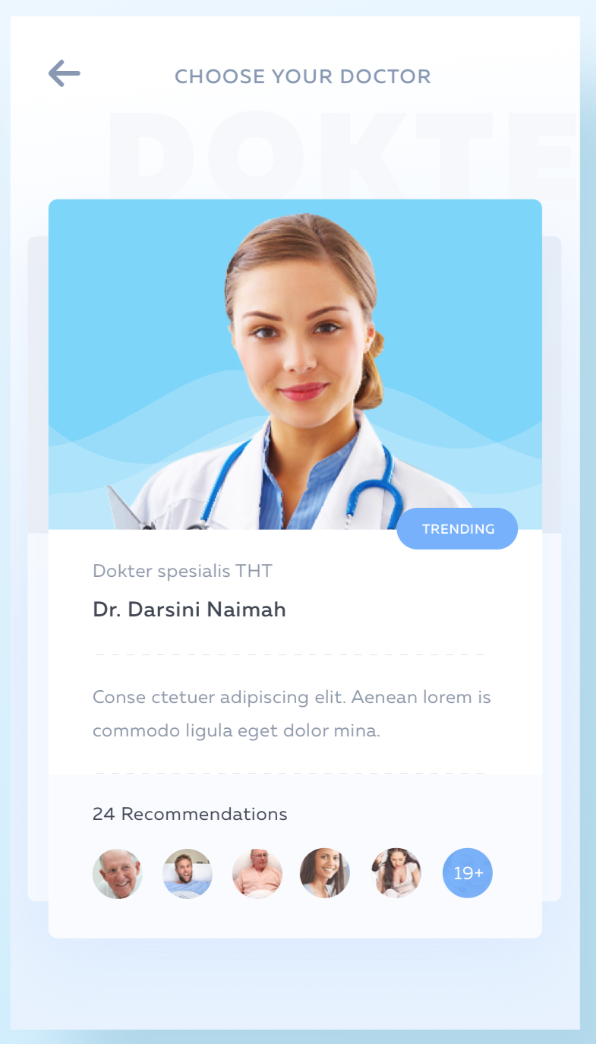 CHOOSE YOUR DOCTOR
DOKTE
TRENDING
Dokter spesialis THT
Dr. Darsini Naimah
Conse ctetuer adipiscing elit. Aenean lorem is
commodo ligula eget dolor mina.
24 Recommendations
19+